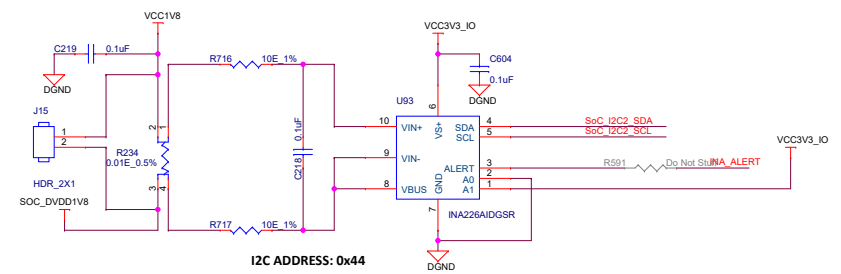 VCC1V8
VCC3V3_IO
C219
0.1uF
R716
10E_1%
C604
DGND
0.1uF
U93
DGND
J15
6
SoC_I2C2_SDA
10
VIN+
VS+
SDA
4
SoC_I2C2_SCL
1
2
1
0.1uF
SCL
5
VCC3V3_IO
2
R234
9
VIN-
0.01E_0.5%
ALERT
3
R591
Do Not Stuff
INA_ALERT
C218
A0
2
HDR_2X1
3
4
8
VBUS
GND
A1
1
SOC_DVDD1V8
7
INA226AIDGSR
R717
10E_1%
I2C ADDRESS: 0x44
DGND